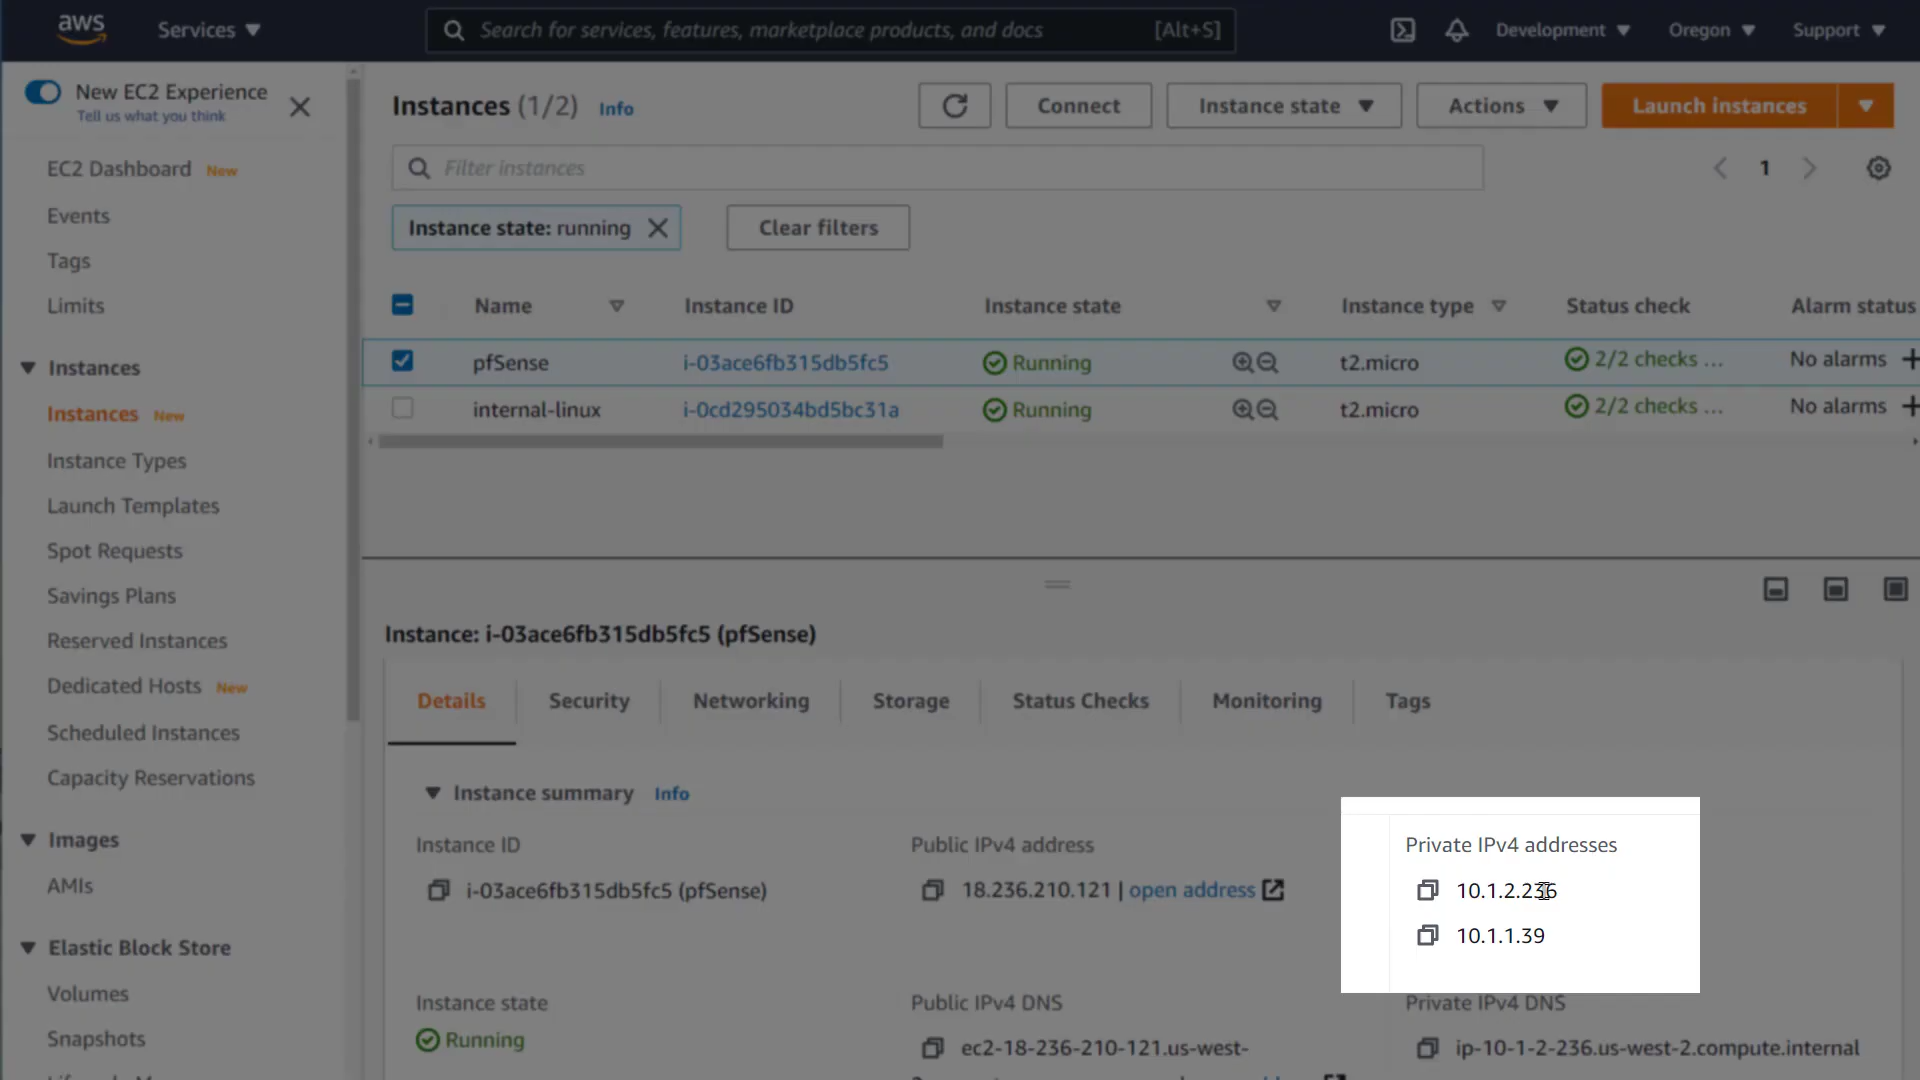 aws
Services
Search for services, features, marketplace products, and docs [Alt+S]
Development
Oregon
Support
New EC2 Experience
Tell us what you think
EC2 Dashboard New
Events
Tags
Limits
Instances
Instances New
Instance Types
Launch Templates
Spot Requests
Savings Plans
Reserved Instances
Dedicated Hosts New
Scheduled Instances
Capacity Reservations
Images
AMIs
Elastic Block Store
Volumes
Snapshots
Instances (1/2) Info
Connect
Instance state
Actions
Launch instances
Filter instances
1
Instance state: running
Clear filters
Name Instance ID Instance state Instance type Status check Alarm status
pfSense i-03ace6fb315db5fc5 Running t2.micro 2/2 checks ... No alarms
internal-linux i-0cd295034bd5bc31a Running t2.micro 2/2 checks ... No alarms
Instance: i-03ace6fb315db5fc5 (pfSense)
Details
Security
Networking
Storage
Status Checks
Monitoring
Tags
Instance summary Info
Instance ID
i-03ace6fb315db5fc5 (pfSense)
Public IPv4 address
18.236.210.121 | open address
Private IPv4 addresses
10.1.2.236
10.1.1.39
Instance state
Running
Public IPv4 DNS
ec2-18-236-210-121.us-west-
Private IPv4 DNS
ip-10-1-2-236.us-west-2.compute.internal